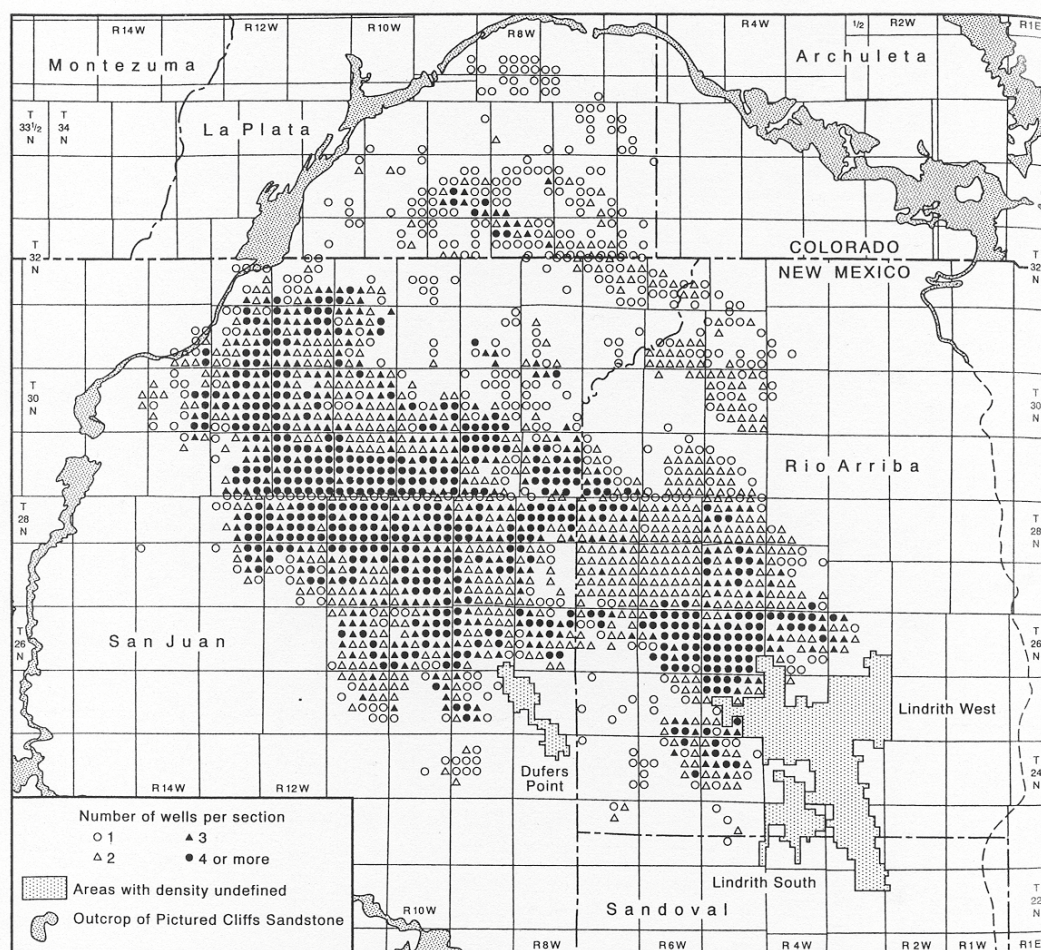 R14W
R12W
R10W
R8W
R4W
1/2
R2W
R1E
Montezuma
Archuleta
T
33½
N
T
34
N
La Plata
T
32
N
COLORADO
NEW MEXICO
T
32
N
T
30
N
T
30
N
Rio Arriba
T
28
N
T
28
N
San Juan
T
26
N
T
26
N
Lindrith West
Dufers
Point
T
24
N
R14W
R12W
Number of wells per section
1
3
2
4 or more
Areas with density undefined
Outcrop of Pictured Cliffs Sandstone
Lindrith South
T
22
N
Sandoval
R10W
R8W
R6W
R4W
R2W
R1W
R1E